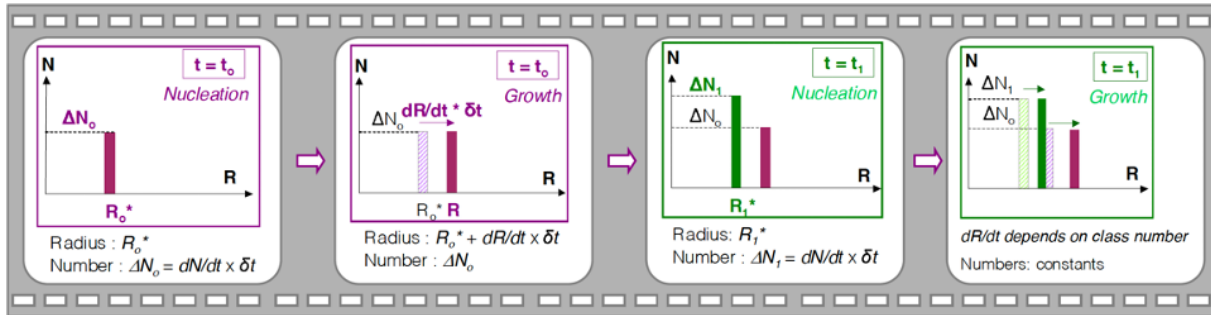 N
t = tₒ
Nucleation
ΔNₒ
R
Rₒ*
Radius : Rₒ*
Number : ΔNₒ = dN/dt x δt
N
t = tₒ
Growth
dR/dt * δt
ΔNₒ
R
Rₒ* R
Radius : Rₒ* + dR/dt x δt
Number : ΔNₒ
N
t = t₁
Nucleation
ΔN₁
ΔNₒ
R
R₁*
Radius: R₁*
Number : ΔN₁ = dN/dt x δt
N
t = t₁
Growth
ΔN₁
ΔNₒ
R
dR/dt depends on class number
Numbers: constants